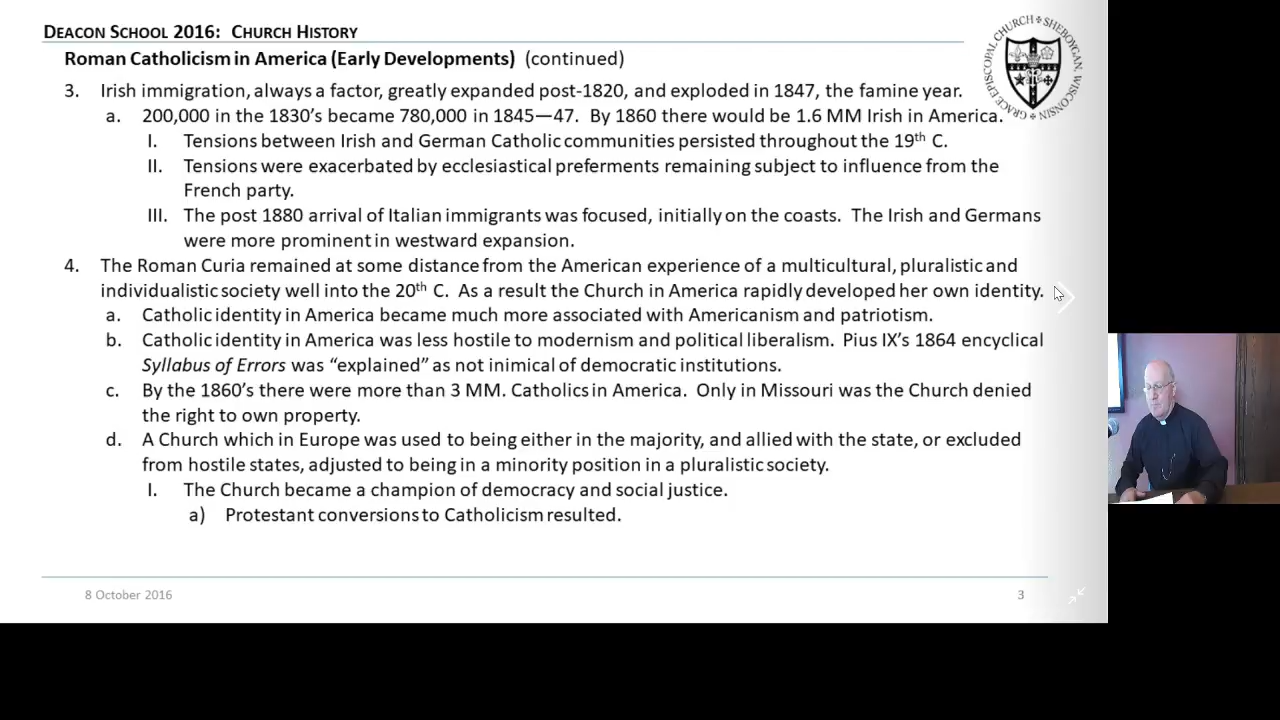 DEACON SCHOOL 2016: CHURCH HISTORY
Roman Catholicism in America (Early Developments) (continued)
3. Irish immigration, always a factor, greatly expanded post-1820, and exploded in 1847, the famine year.
a. 200,000 in the 1830’s became 780,000 in 1845—47. By 1860 there would be 1.6 MM Irish in America.
I. Tensions between Irish and German Catholic communities persisted throughout the 19th C.
II. Tensions were exacerbated by ecclesiastical preferments remaining subject to influence from the
French party.
III. The post 1880 arrival of Italian immigrants was focused, initially on the coasts. The Irish and Germans
were more prominent in westward expansion.
4. The Roman Curia remained at some distance from the American experience of a multicultural, pluralistic and
individualistic society well into the 20th C. As a result the Church in America rapidly developed her own identity.
a. Catholic identity in America became much more associated with Americanism and patriotism.
b. Catholic identity in America was less hostile to modernism and political liberalism. Pius IX’s 1864 encyclical
Syllabus of Errors was “explained” as not inimical of democratic institutions.
c. By the 1860’s there were more than 3 MM. Catholics in America. Only in Missouri was the Church denied
the right to own property.
d. A Church which in Europe was used to being either in the majority, and allied with the state, or excluded
from hostile states, adjusted to being in a minority position in a pluralistic society.
I. The Church became a champion of democracy and social justice.
a) Protestant conversions to Catholicism resulted.
8 October 2016
3
GRACE EPISCOPAL CHURCH SHEBOYGAN, WISCONSIN